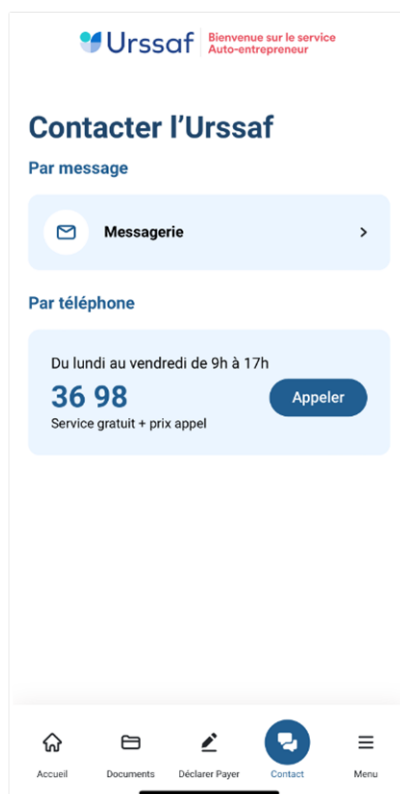 Urssaf
Bienvenue sur le service
Auto-entrepreneur
Contacter l’Urssaf
Par message
Messagerie
Par téléphone
Du lundi au vendredi de 9h à 17h
36 98
Appeler
Service gratuit + prix appel
Accueil
Documents
Déclarer Payer
Contact
Menu